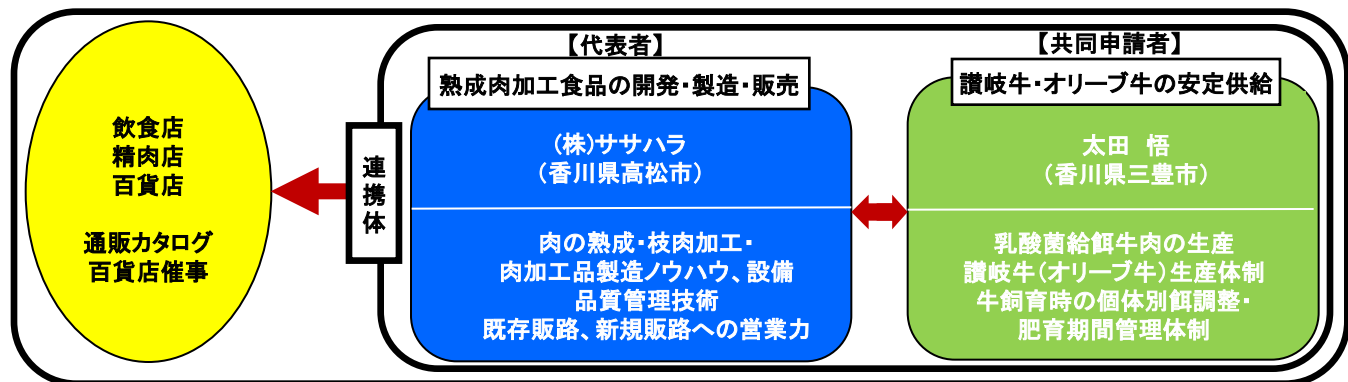 【代表者】
熟成肉加工食品の開発・製造・販売
(株)ササハラ
(香川県高松市)
肉の熟成・枝肉加工・
肉加工品製造ノウハウ、設備
品質管理技術
既存販路、新規販路への営業力
【共同申請者】
讃岐牛・オリーブ牛の安定供給
太田　悟
(香川県三豊市)
乳酸菌給餌牛肉の生産
讃岐牛(オリーブ牛)生産体制
牛飼育時の個体別餌調整・
肥育期間管理体制
連携体
飲食店
精肉店
百貨店
通販カタログ
百貨店催事